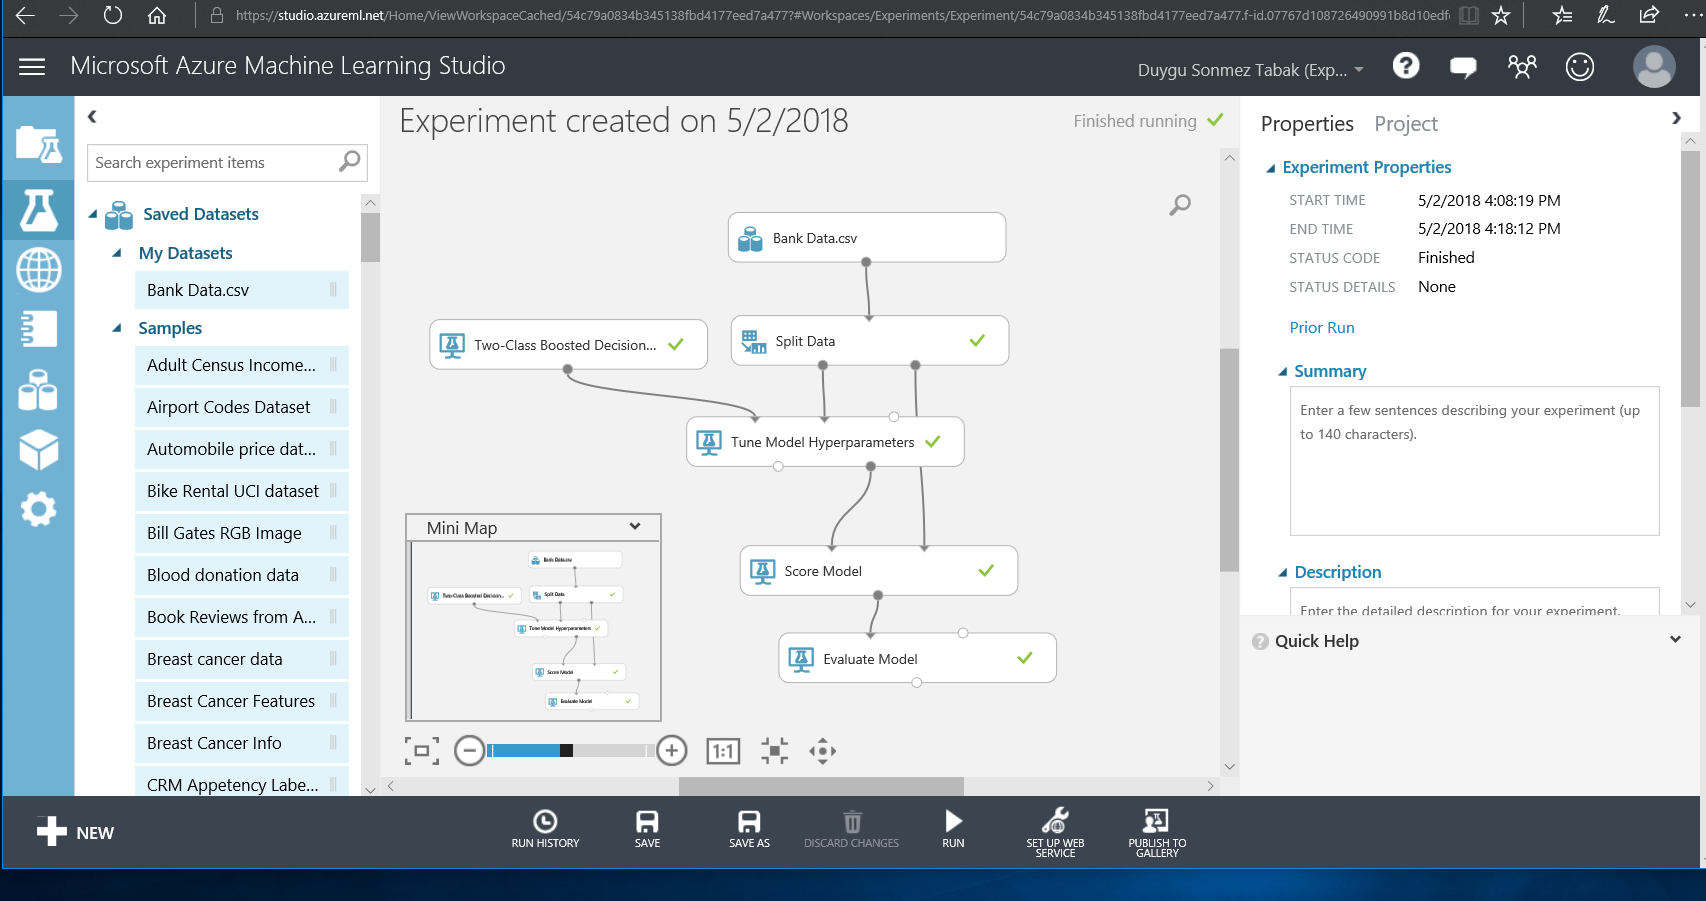 https://studio.azureml.net/Home/ViewWorkspaceCached/54c79a0834b345138fbd4177eed7a477?#Workspaces/Experiments/Experiment/54c79a0834b345138fbd4177eed7a477.f-id.07767d108726490991b8d10edf
Microsoft Azure Machine Learning Studio
Duygu Sonmez Tabak (Exp...
Search experiment items
Saved Datasets
My Datasets
Bank Data.csv
Samples
Adult Census Income...
Airport Codes Dataset
Automobile price dat...
Bike Rental UCI dataset
Bill Gates RGB Image
Blood donation data
Book Reviews from A...
Breast cancer data
Breast Cancer Features
Breast Cancer Info
CRM Appetency Labe...
Experiment created on 5/2/2018
Finished running
Bank Data.csv
Two-Class Boosted Decision...
Split Data
Tune Model Hyperparameters
Score Model
Evaluate Model
Mini Map
Bank Data.csv
Two-Class Boosted Decision...
Split Data
Tune Model Hyperparameters
Score Model
Evaluate Model
1:1
Properties
Project
Experiment Properties
START TIME 5/2/2018 4:08:19 PM
END TIME 5/2/2018 4:18:12 PM
STATUS CODE Finished
STATUS DETAILS None
Prior Run
Summary
Enter a few sentences describing your experiment (up
to 140 characters).
Description
Enter the detailed description for your experiment.
Quick Help
NEW
RUN HISTORY
SAVE
SAVE AS
DISCARD CHANGES
RUN
SET UP WEB
SERVICE
PUBLISH TO
GALLERY